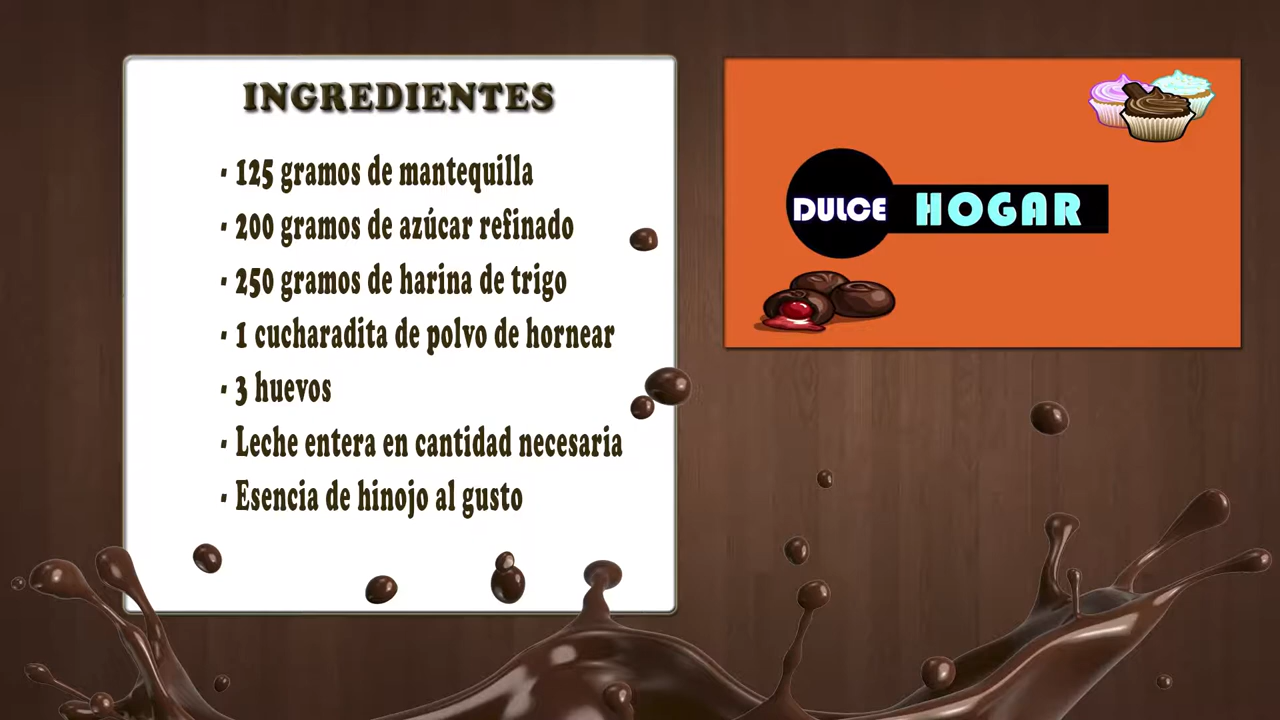 INGREDIENTES
· 125 gramos de mantequilla
· 200 gramos de azúcar refinado
· 250 gramos de harina de trigo
· 1 cucharadita de polvo de hornear
· 3 huevos
· Leche entera en cantidad necesaria
· Esencia de hinojo al gusto
DULCE HOGAR